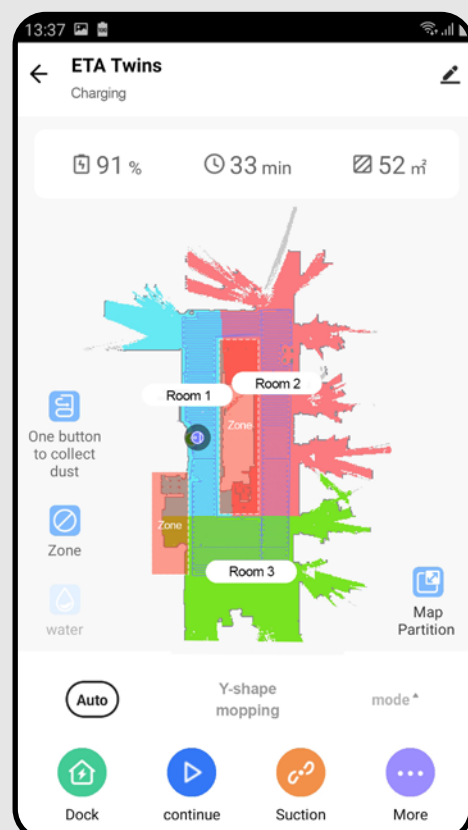 13:37
ETA Twins
Charging
91 %
33 min
52 ㎡
Room 1
Room 2
Zone
One button
to collect
dust
Zone
Zone
Room 3
water
Map
Partition
Auto
Y-shape
mopping
mode
Dock
continue
Suction
More